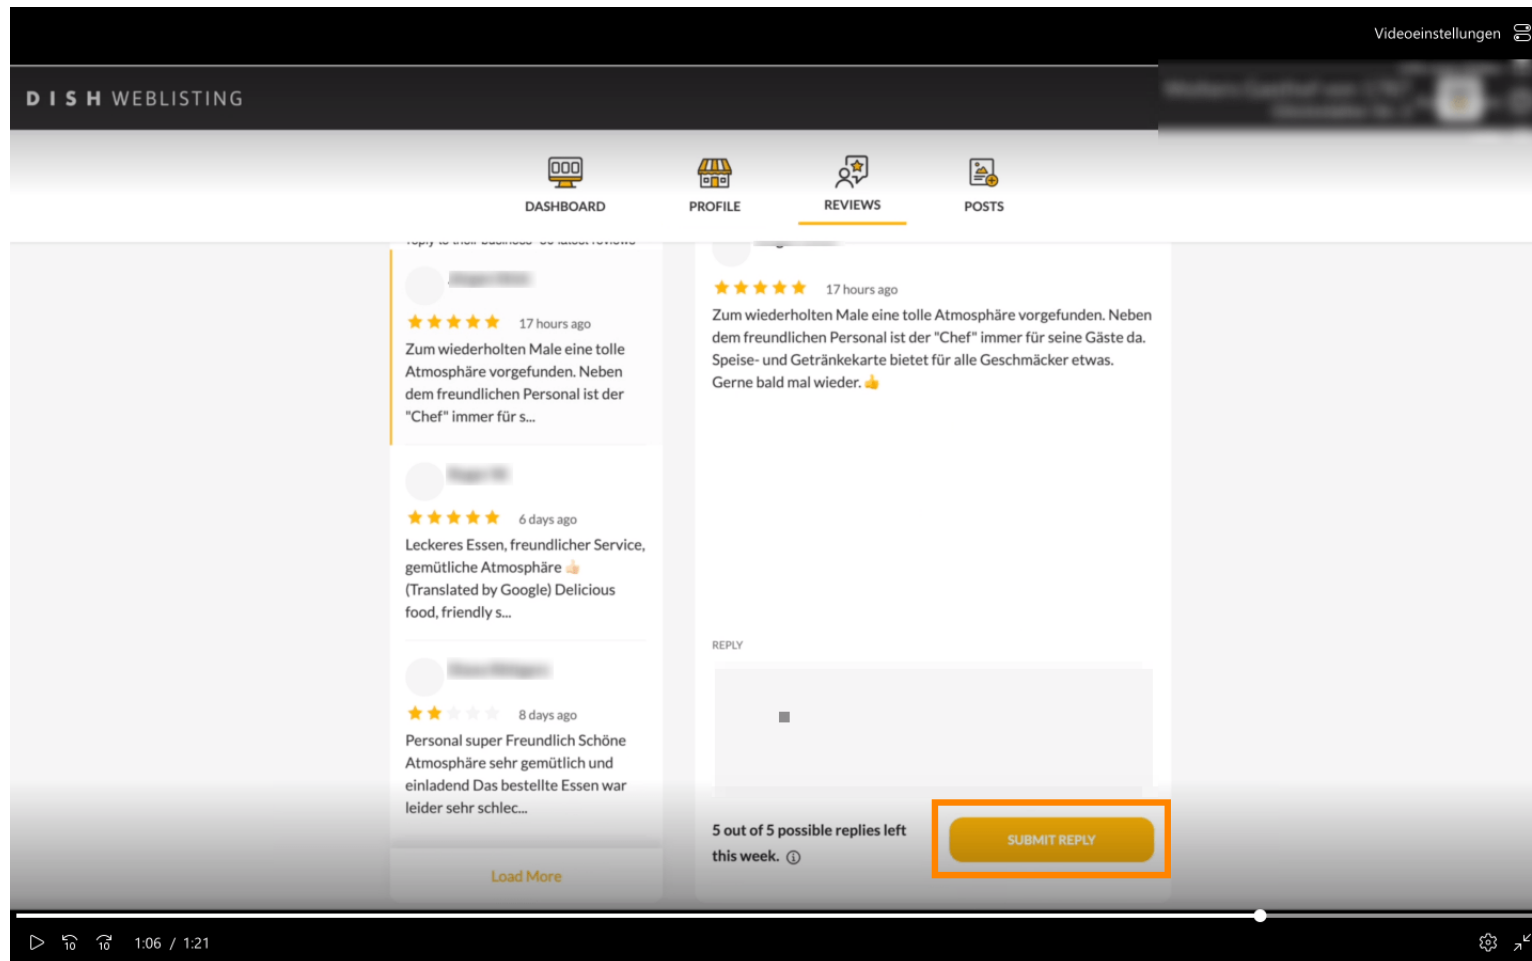 Videoeinstellungen
DISH WEBLISTING
DASHBOARD
PROFILE
REVIEWS
POSTS
17 hours ago
Zum wiederholten Male eine tolle
Atmosphäre vorgefunden. Neben
dem freundlichen Personal ist der
"Chef" immer für s...
6 days ago
Leckeres Essen, freundlicher Service,
gemütliche Atmosphäre 👍
(Translated by Google) Delicious
food, friendly s...
8 days ago
Personal super Freundlich Schöne
Atmosphäre sehr gemütlich und
einladend Das bestellte Essen war
leider sehr schlec...
Load More
17 hours ago
Zum wiederholten Male eine tolle Atmosphäre vorgefunden. Neben
dem freundlichen Personal ist der "Chef" immer für seine Gäste da.
Speise- und Getränkekarte bietet für alle Geschmäcker etwas.
Gerne bald mal wieder. 👍
REPLY
5 out of 5 possible replies left
this week.
SUBMIT REPLY
10
10
1:06 / 1:21